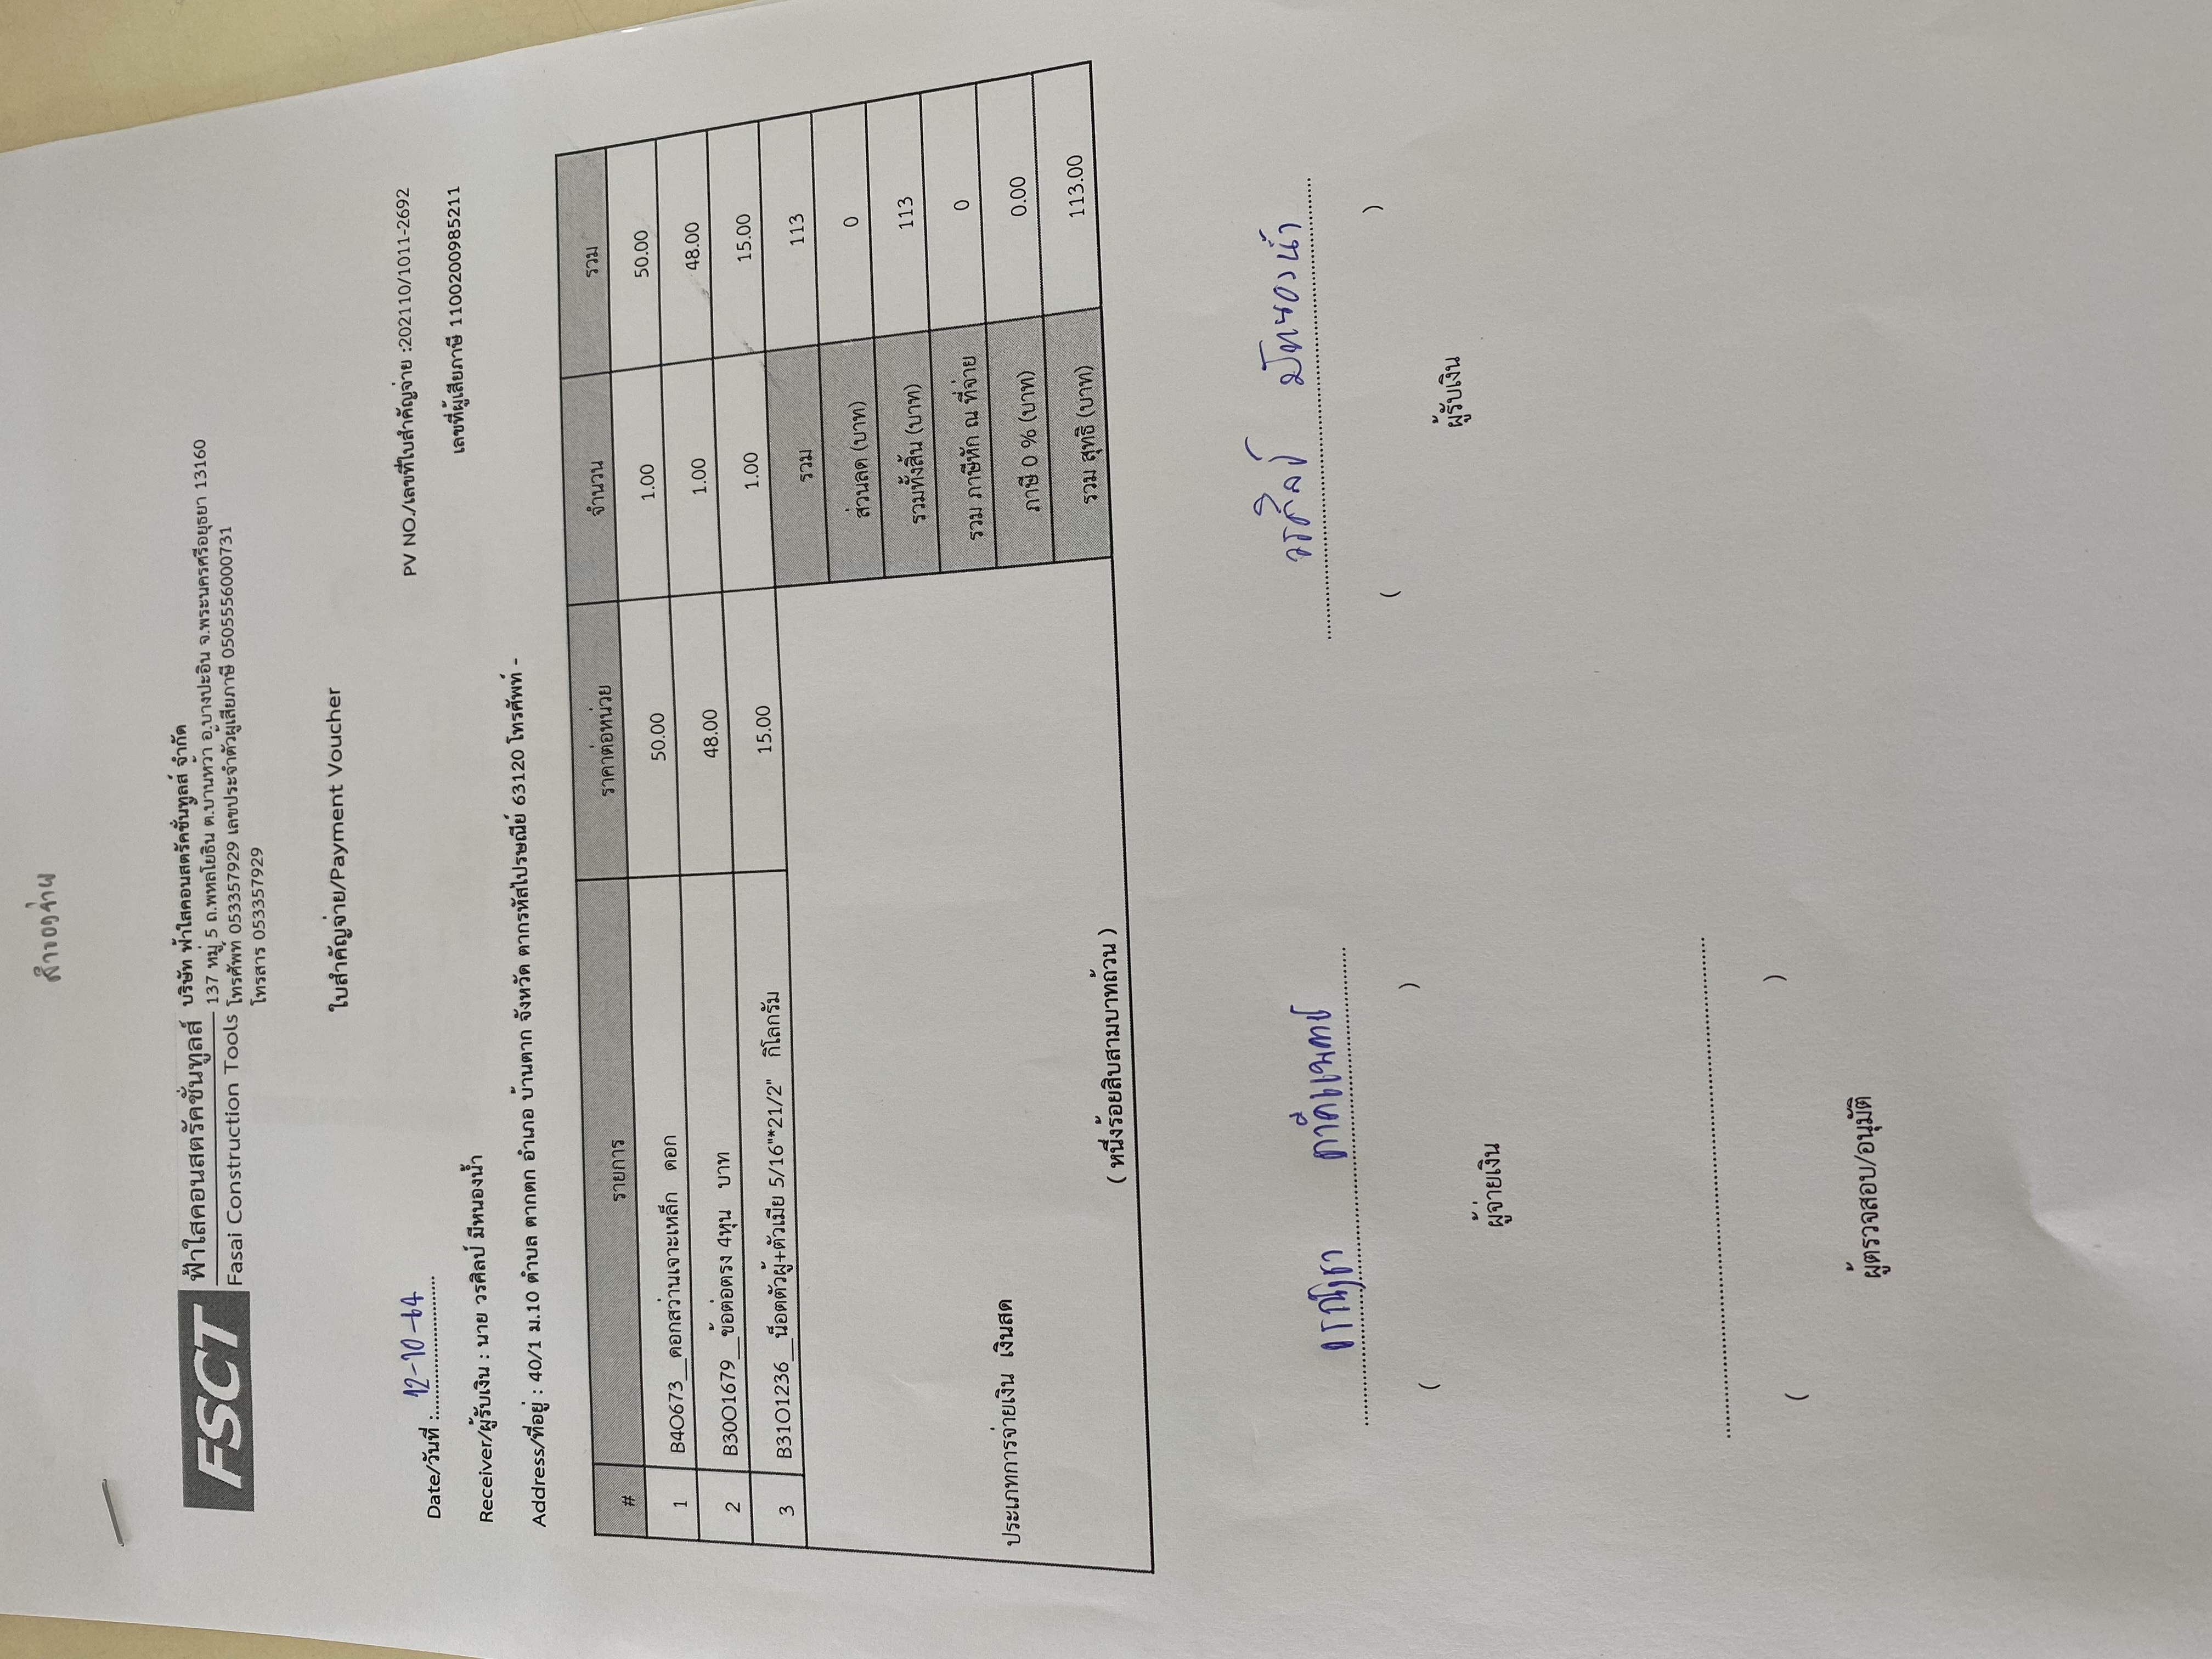 สำรองจ่าย
FSCT
ฟ้าใสคอนสตรัคชั่นทูลส์
Fasai Construction Tools
บริษัท ฟ้าใสคอนสตรัคชั่นทูลส์ จำกัด
137 หมู่ 5 ถ.พหลโยธิน ต.บ้านหว้า อ.บางปะอิน จ.พระนครศรีอยุธยา 13160
โทรศัพท์ 053357929 เลขประจำตัวผู้เสียภาษี 0505556000731
โทรสาร 053357929
ใบสำคัญจ่าย/Payment Voucher
Date/วันที่ : 12-10-64
PV NO./เลขที่ใบสำคัญจ่าย :202110/1011-2692
เลขที่ผู้เสียภาษี 1100200985211
Receiver/ผู้รับเงิน : นาย วรศิลป์ มีหนองน้ำ
Address/ที่อยู่ : 40/1 ม.10 ตำบล ตากตก อำเภอ บ้านตาก จังหวัด ตากรหัสไปรษณีย์ 63120 โทรศัพท์ -
# รายการ ราคาต่อหน่วย จำนวน รวม
1 B4O673__ดอกสว่านเจาะเหล็ก ดอก 50.00 1.00 50.00
2 B30O1679__ข้อต่อตรง 4หุน บาท 48.00 1.00 48.00
3 B31O1236__น็อตตัวผู้+ตัวเมีย 5/16"*21/2" กิโลกรัม 15.00 1.00 15.00
รวม 113
ส่วนลด (บาท) 0
รวมทั้งสิ้น (บาท) 113
รวม ภาษีหัก ณ ที่จ่าย 0
ประเภทการจ่ายเงิน เงินสด
ภาษี 0 % (บาท) 0.00
รวม สุทธิ (บาท) 113.00
( หนึ่งร้อยสิบสามบาทถ้วน )
วรศิลป์ มีหนองน้ำ
( )
( )
ผู้จ่ายเงิน
ผู้รับเงิน
( )
ผู้ตรวจสอบ/อนุมัติ